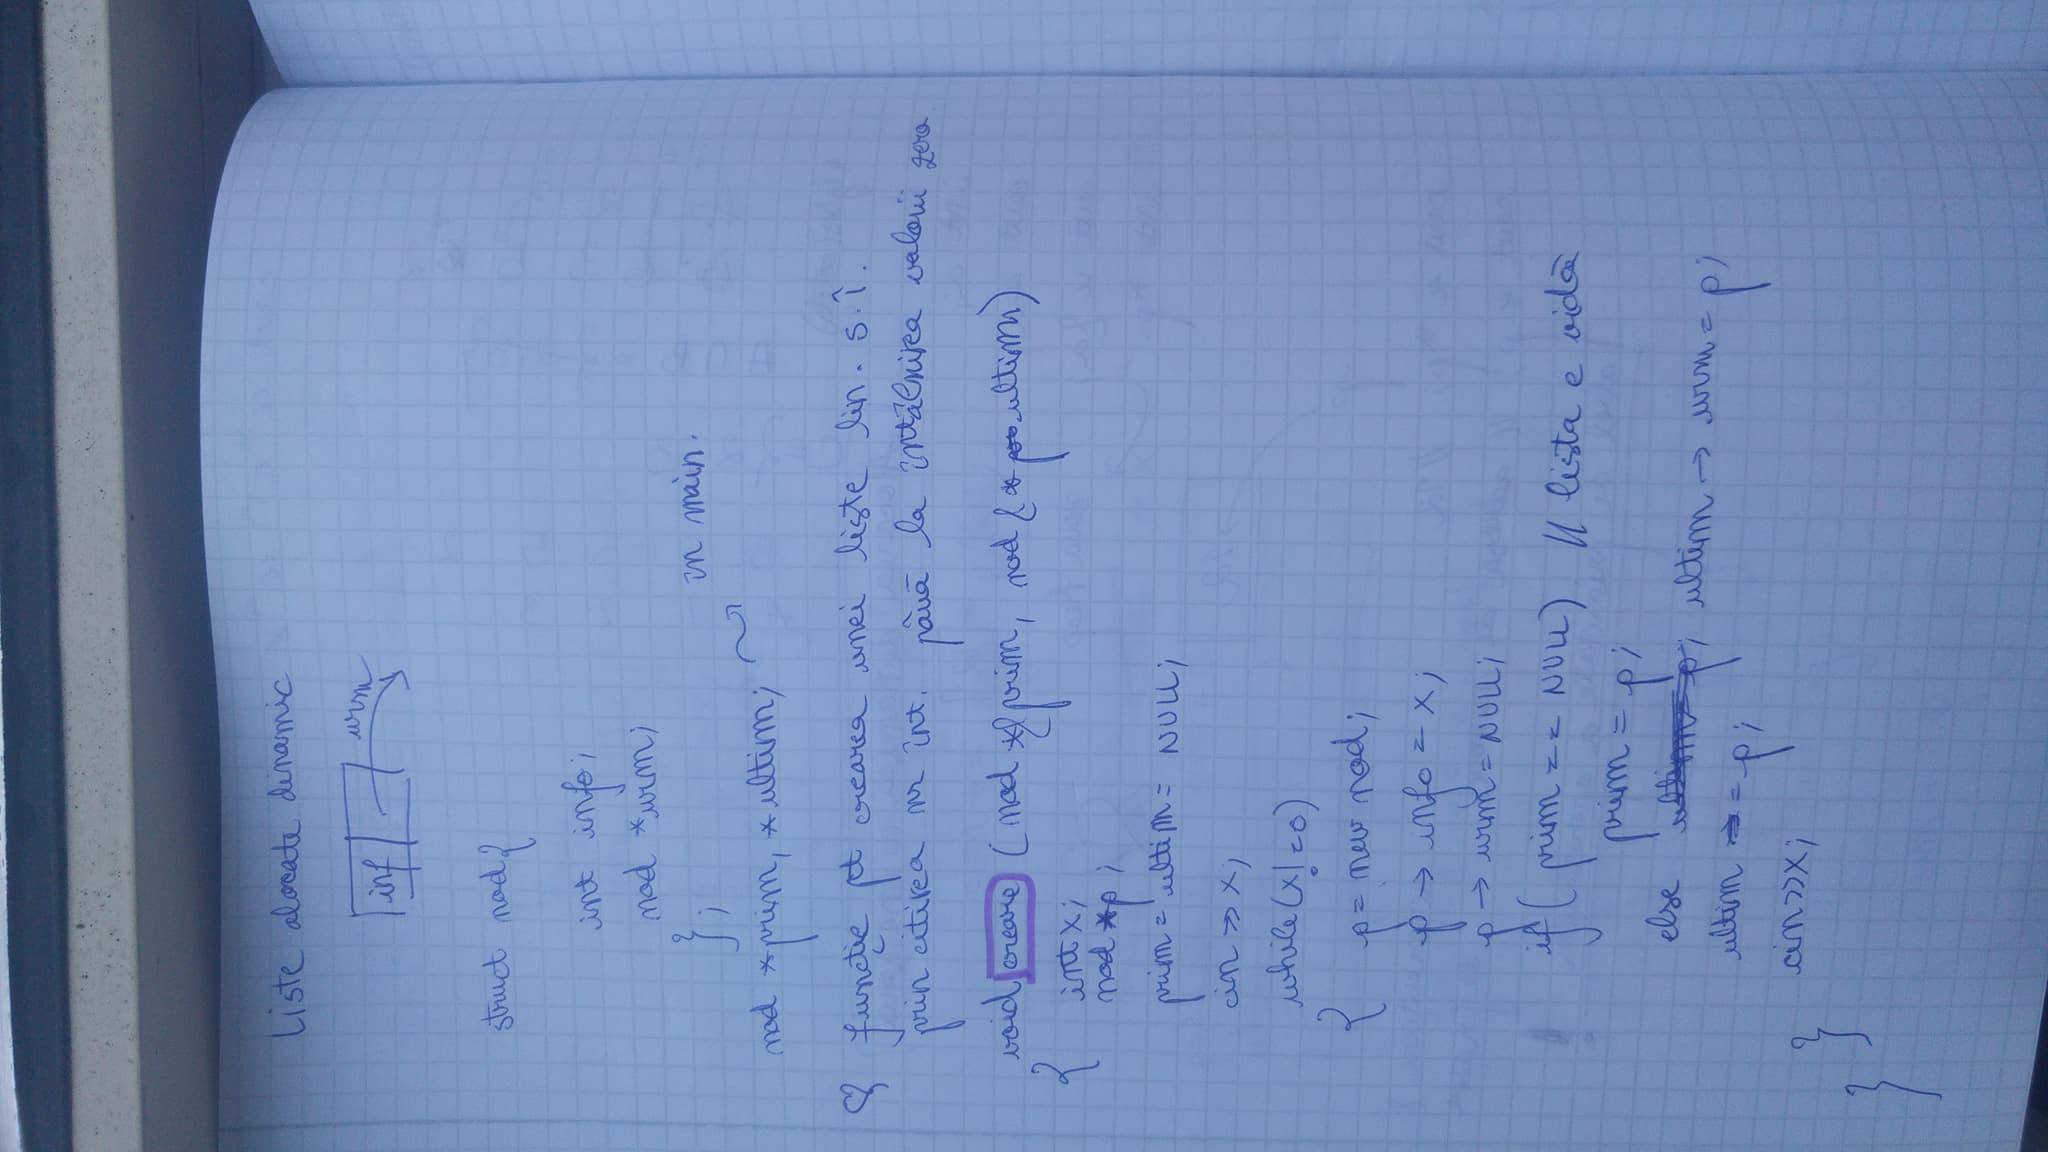 Liste alocate dinamic
inf urm
struct nod{
int info;
nod *urm;
};
in main.
nod *prim, *ultim;
funcție pt crearea unei liste lin. s. î.
prin citirea nr int. până la întâlnirea valorii zero
void creare (nod *&prim, nod &* ultim)
{
int x;
nod *p;
prim = ultim = NULL;
cin >> x;
while(x!=0)
{
p = new nod;
p → info = x;
p → urm = NULL;
if (prim == NULL) // lista e vidă
prim = p;
else ultim → urm = p;
ultim = p;
cin>>x;
}
}